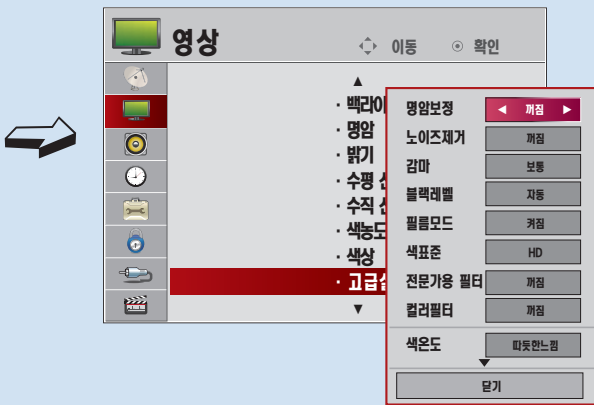 영상
이동 확인
· 백라이
· 명암
· 밝기
· 수평 선
· 수직 선
· 색농도
· 색상
· 고급설
명암보정 꺼짐
노이즈제거 꺼짐
감마 보통
블랙레벨 자동
필름모드 켜짐
색표준 HD
전문가용 필터 꺼짐
컬러필터 꺼짐
색온도 따뜻한느낌
닫기